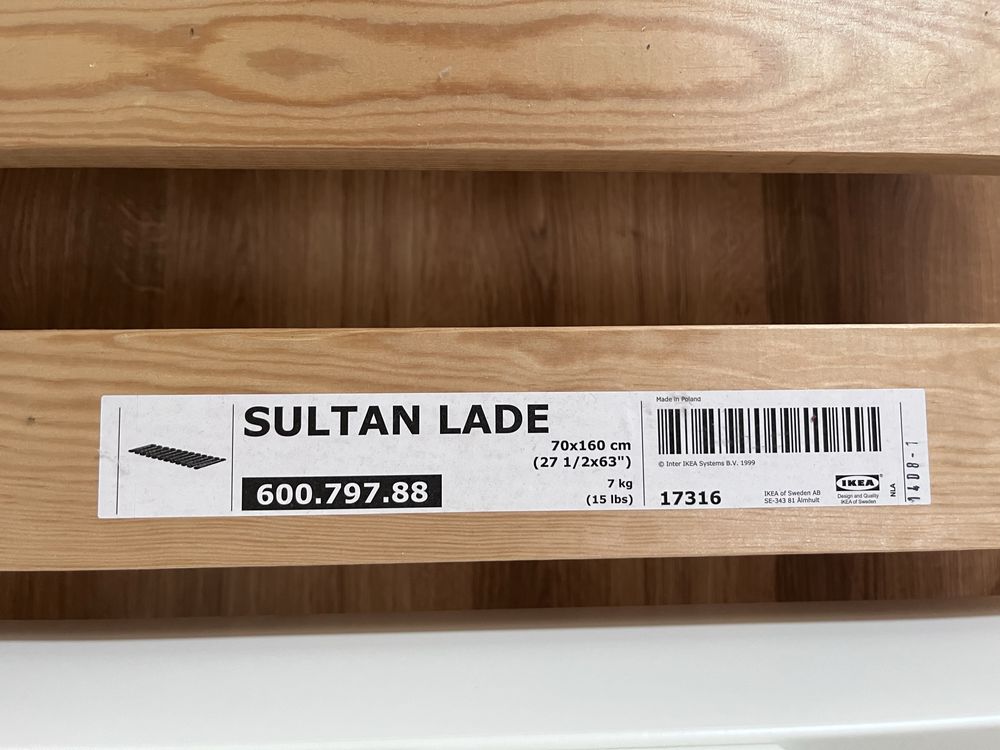 SULTAN LADE
70x160 cm
(27 1/2x63")
600.797.88
7 kg
(15 lbs)
Made in Poland
© Inter IKEA Systems B.V. 1999
17316
IKEA of Sweden AB
SE-343 81 Älmhult
IKEA
Design and Quality
IKEA of Sweden
NLA
1408-1